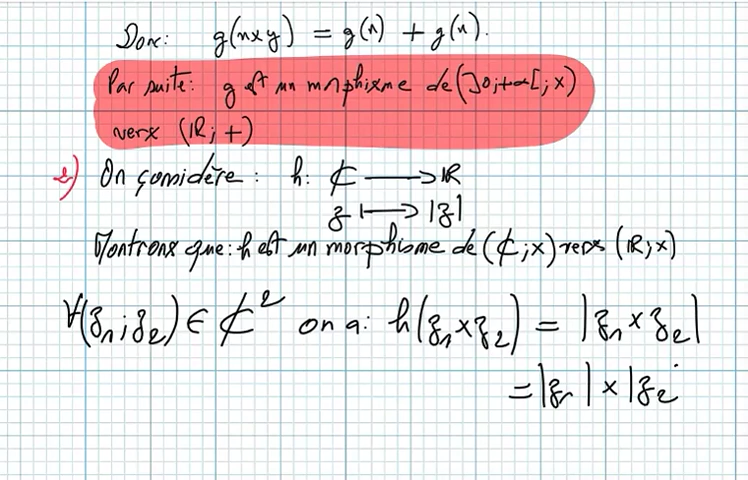 Donc: g(x×y) = g(x) + g(x).
Par suite: g est un morphisme de (]0;+∞[;×)
vers (ℝ;+)
2) On considère: h: ℂ ⟶ ℝ
z ⟼ |z|
Montrons que: h est un morphisme de (ℂ;×) vers (ℝ;×)
∀(z₁;z₂) ∈ ℂ² on a: h(z₁×z₂) = |z₁×z₂|
= |z₁| × |z₂